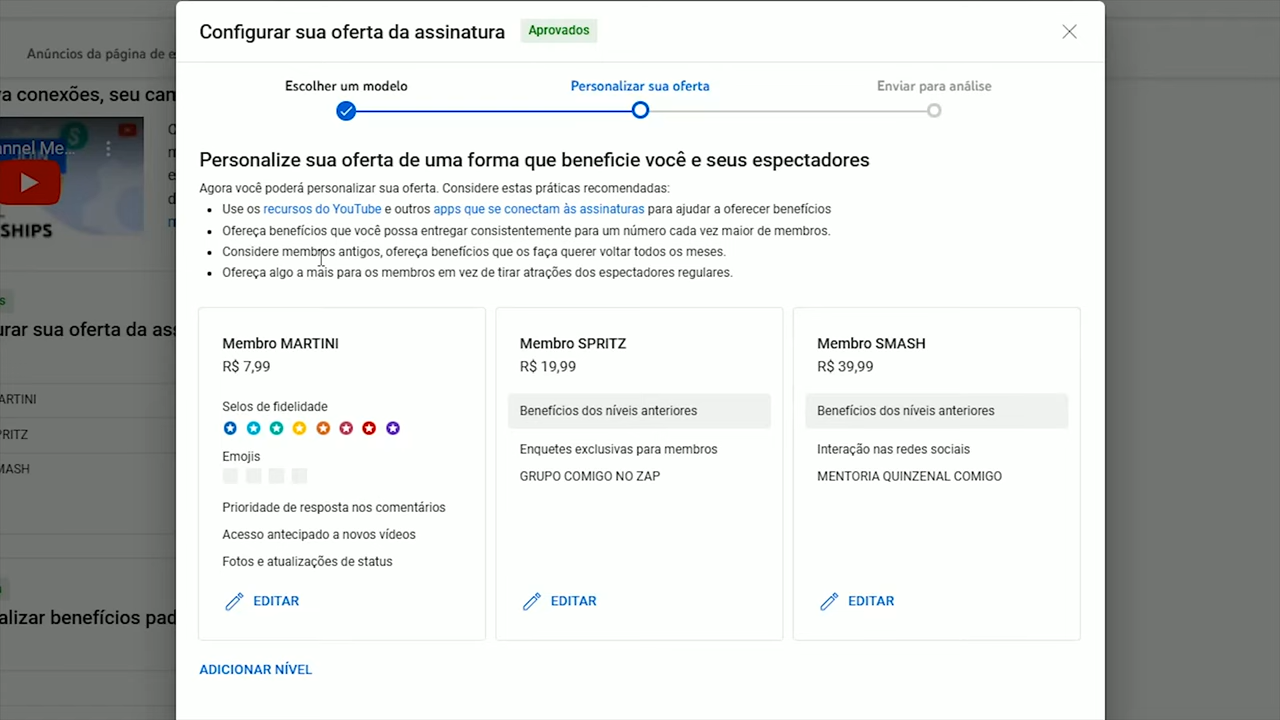 Configurar sua oferta da assinatura
Aprovados
Anúncios da página de e
Escolher um modelo
Personalizar sua oferta
Enviar para análise
a conexões, seu can
annel Me...
JOIN
SHIPS
Personalize sua oferta de uma forma que beneficie você e seus espectadores
Agora você poderá personalizar sua oferta. Considere estas práticas recomendadas:
Use os recursos do YouTube e outros apps que se conectam às assinaturas para ajudar a oferecer benefícios
Ofereça benefícios que você possa entregar consistentemente para um número cada vez maior de membros.
Considere membros antigos, ofereça benefícios que os faça querer voltar todos os meses.
Ofereça algo a mais para os membros em vez de tirar atrações dos espectadores regulares.
urar sua oferta da ass
ARTINI
PRITZ
MASH
alizar benefícios pad
Membro MARTINI
R$ 7,99
Selos de fidelidade
Emojis
Prioridade de resposta nos comentários
Acesso antecipado a novos vídeos
Fotos e atualizações de status
EDITAR
Membro SPRITZ
R$ 19,99
Benefícios dos níveis anteriores
Enquetes exclusivas para membros
GRUPO COMIGO NO ZAP
EDITAR
Membro SMASH
R$ 39,99
Benefícios dos níveis anteriores
Interação nas redes sociais
MENTORIA QUINZENAL COMIGO
EDITAR
ADICIONAR NÍVEL